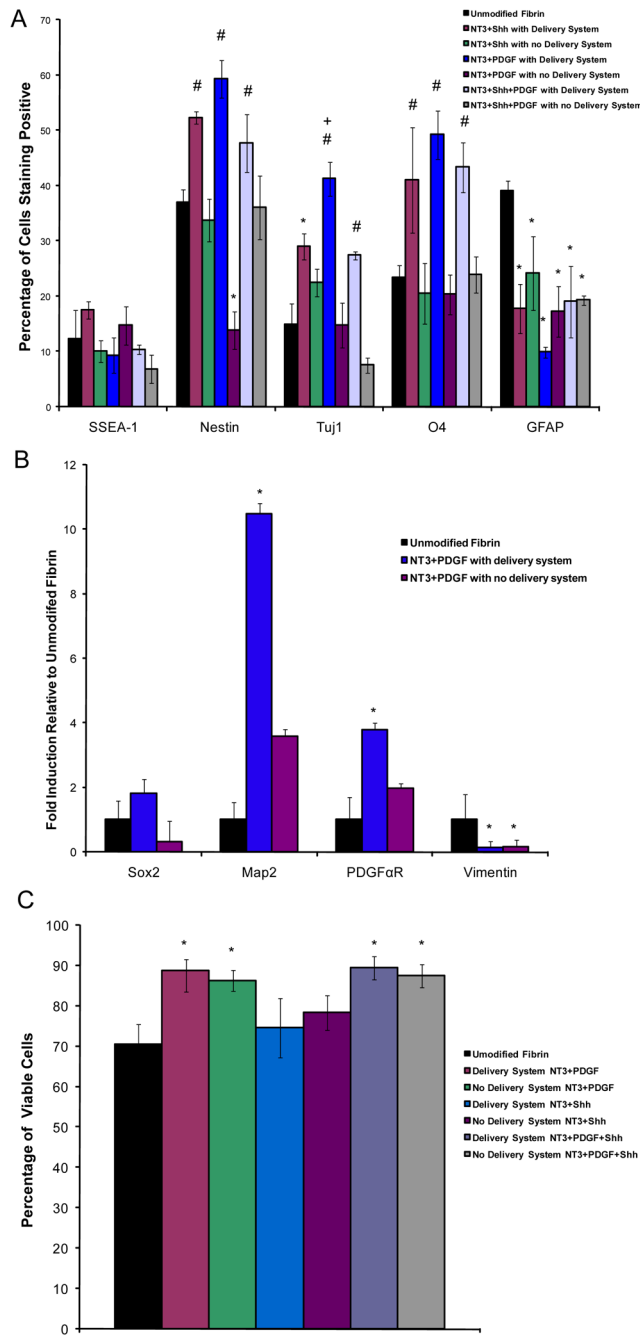 A
Unmodified Fibrin
NT3+Shh with Delivery System
NT3+Shh with no Delivery System
NT3+PDGF with Delivery System
NT3+PDGF with no Delivery System
NT3+Shh+PDGF with Delivery System
NT3+Shh+PDGF with no Delivery System
Percentage of Cells Staining Positive
70
60
50
40
30
20
10
0
# # # * * + # # # # # * * * * * *
SSEA-1 Nestin Tuj1 O4 GFAP
B
Fold Induction Relative to Unmodifed Fibrin
12
10
8
6
4
2
0
* * * *
Unmodified Fibrin
NT3+PDGF with delivery system
NT3+PDGF with no delivery system
Sox2 Map2 PDGFαR Vimentin
C
Percentage of Viable Cells
100
90
80
70
60
50
40
30
20
10
0
* * * *
Umodified Fibrin
Delivery System NT3+PDGF
No Delivery System NT3+PDGF
Delivery System NT3+Shh
No Delivery System NT3+Shh
Delivery System NT3+PDGF+Shh
No Delivery System NT3+PDGF+Shh